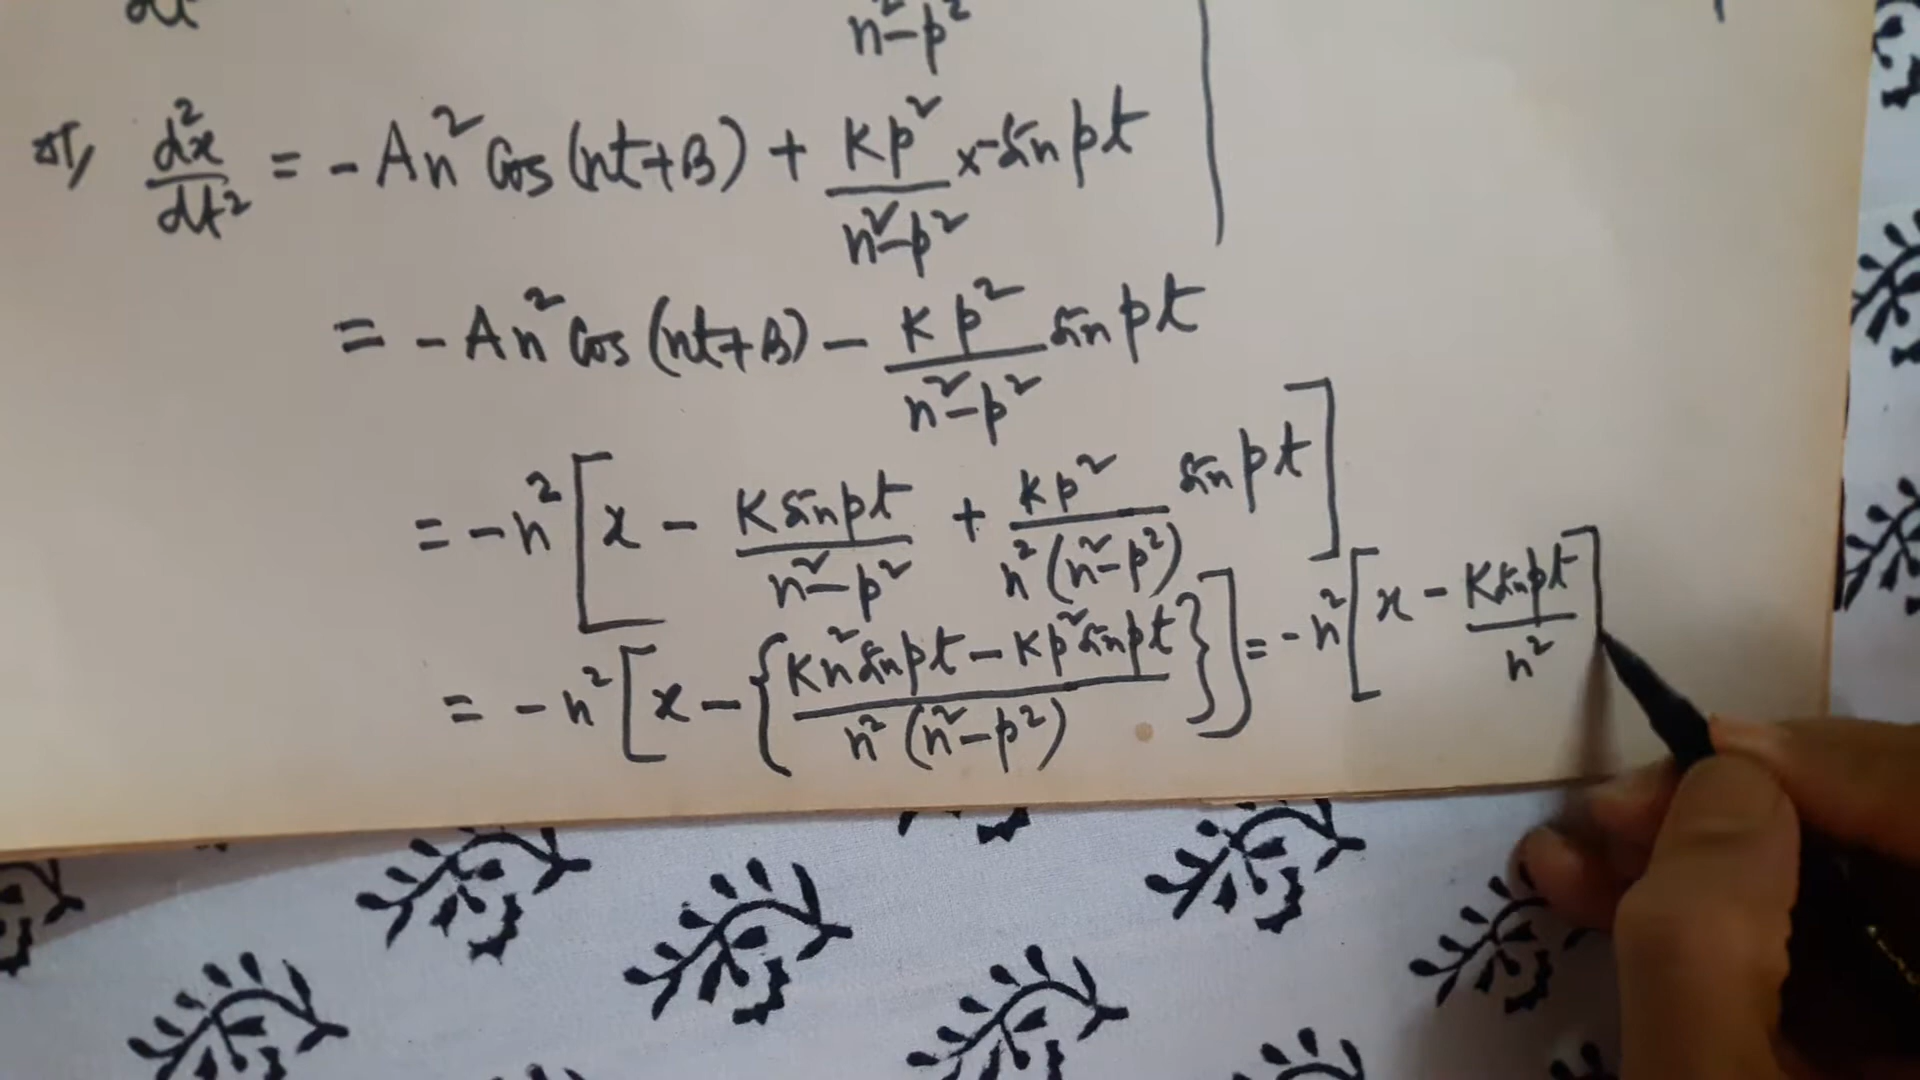 n²-p²
বা, d²x/dt² = - An² Cos (nt+B) + Kp²/(n²-p²) x - sin pt
= - An² Cos (nt+B) - Kp²/(n²-p²) sin pt
= - n² [x - K sin pt/(n²-p²) + Kp²/(n²(n²-p²)) sin pt]
= - n² [x - {(Kn² sin pt - Kp² sin pt)/(n²(n²-p²))}] = - n² [x - K sin pt/n²]